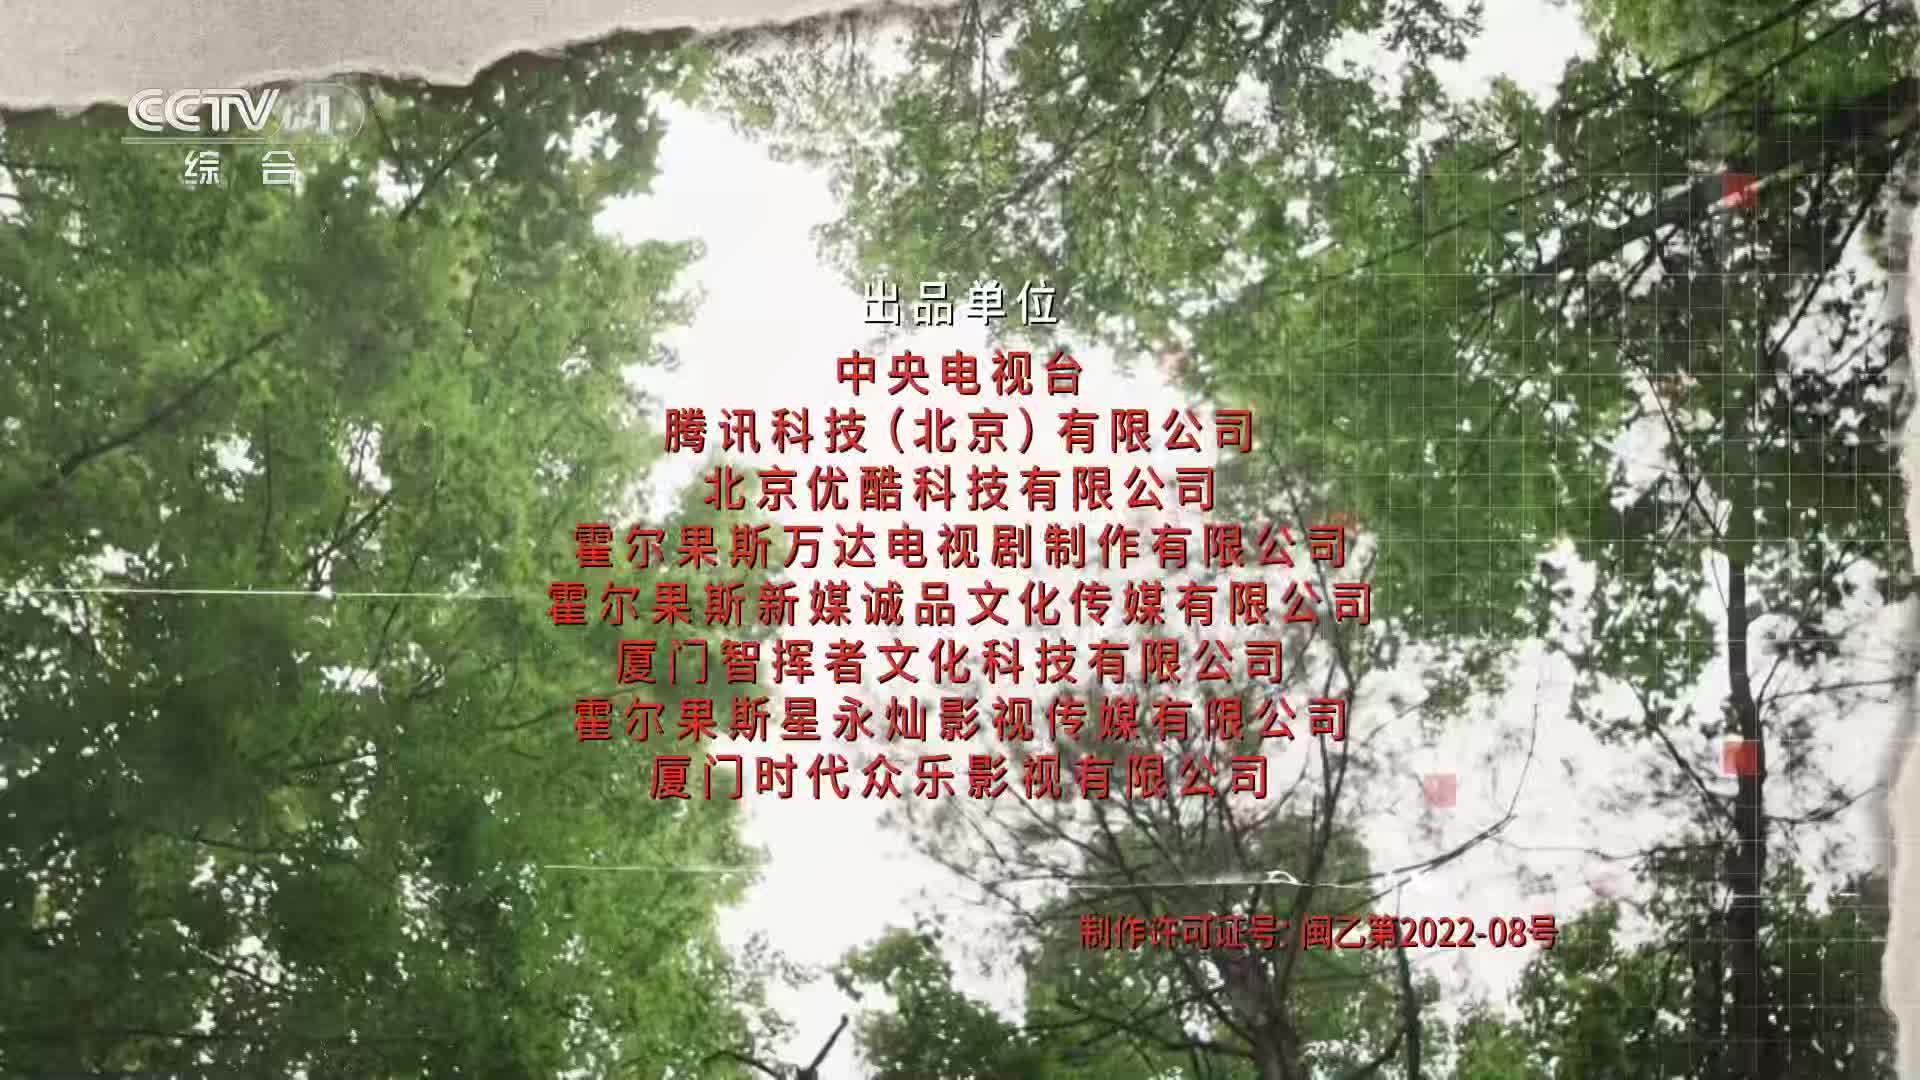 CCTV 1
综 合
出品单位
中央电视台
腾讯科技（北京）有限公司
北京优酷科技有限公司
霍尔果斯万达电视剧制作有限公司
霍尔果斯新媒诚品文化传媒有限公司
厦门智挥者文化科技有限公司
霍尔果斯星永灿影视传媒有限公司
厦门时代众乐影视有限公司
制作许可证号：闽乙第2022-08号